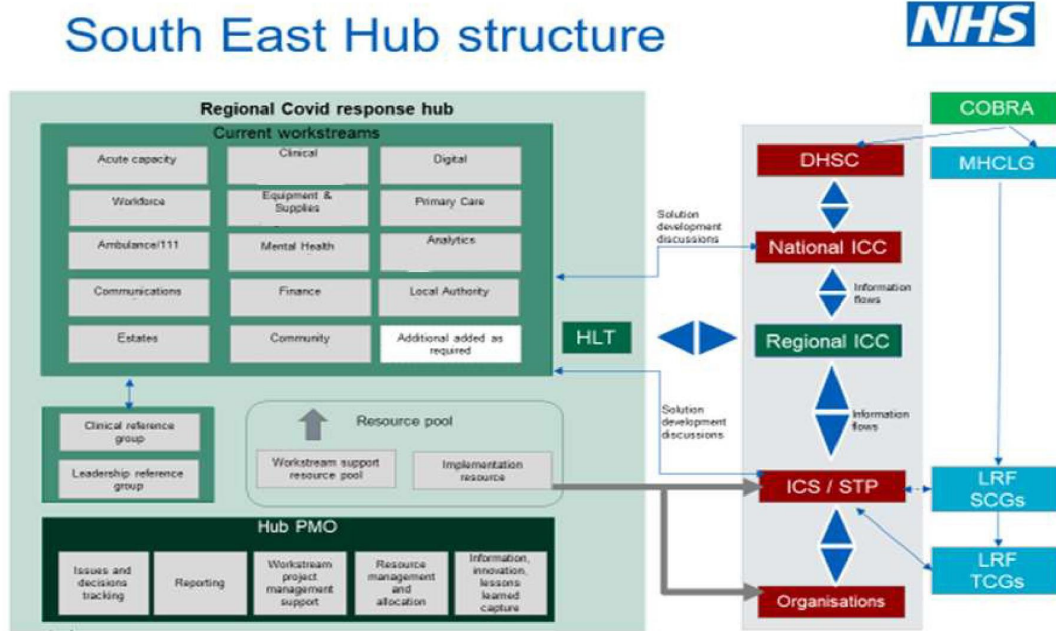 South East Hub structure
NHS
Regional Covid response hub
Current workstreams
Acute capacity
Clinical
Digital
Workforce
Equipment &
Supplies
Primary Care
Ambulance/111
Mental Health
Analytics
Communications
Finance
Local Authority
Estates
Community
Additional added as
required
HLT
Clinical reference
group
Leadership reference
group
Resource pool
Workstream support
resource pool
Implementation
resource
Hub PMO
Issues and
decisions
tracking
Reporting
Workstream
project
management
support
Resource
management
and
allocation
Information,
innovation,
lessons
learned
capture
Solution
development
discussions
Solution
development
discussions
DHSC
National ICC
Information
flows
Regional ICC
Information
flows
ICS / STP
Organisations
COBRA
MHCLG
LRF
SCGs
LRF
TCGs